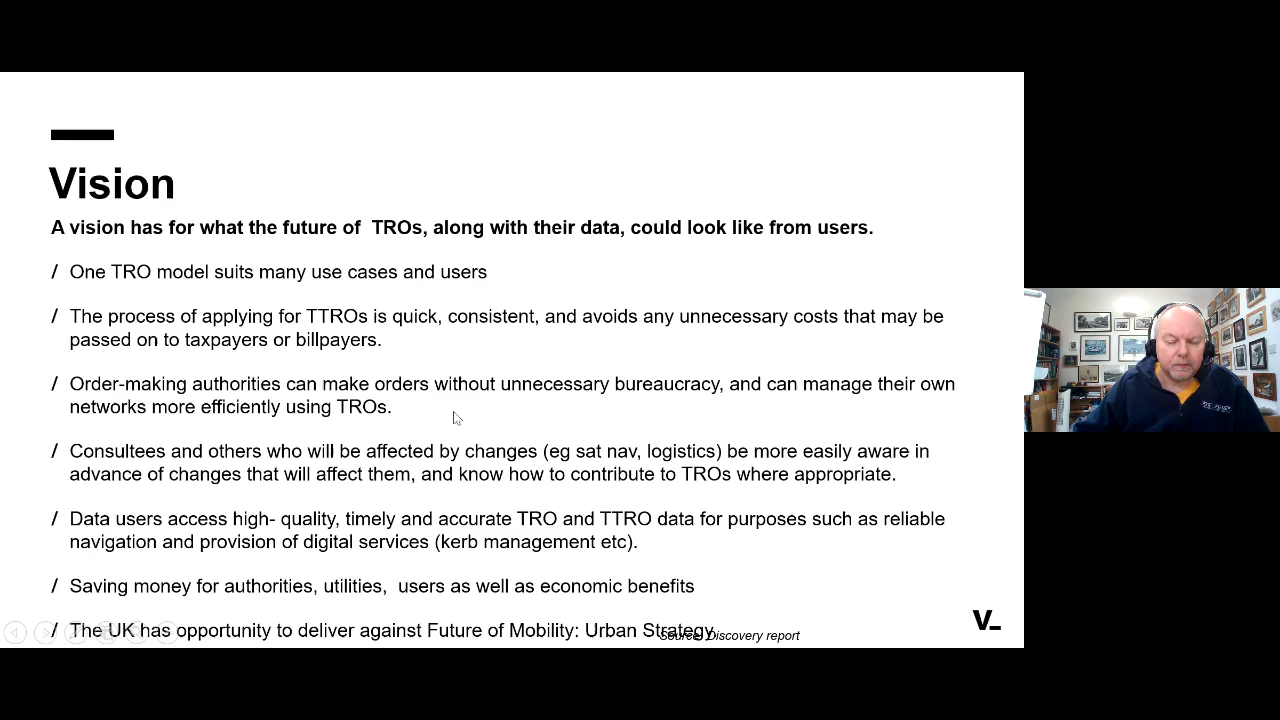 Vision
A vision has for what the future of  TROs, along with their data, could look like from users.
/ One TRO model suits many use cases and users
/ The process of applying for TTROs is quick, consistent, and avoids any unnecessary costs that may be
passed on to taxpayers or billpayers.
/ Order-making authorities can make orders without unnecessary bureaucracy, and can manage their own
networks more efficiently using TROs.
/ Consultees and others who will be affected by changes (eg sat nav, logistics) be more easily aware in
advance of changes that will affect them, and know how to contribute to TROs where appropriate.
/ Data users access high- quality, timely and accurate TRO and TTRO data for purposes such as reliable
navigation and provision of digital services (kerb management etc).
/ Saving money for authorities, utilities,  users as well as economic benefits
/ The UK has opportunity to deliver against Future of Mobility: Urban Strategy
Source: Discovery report
V_